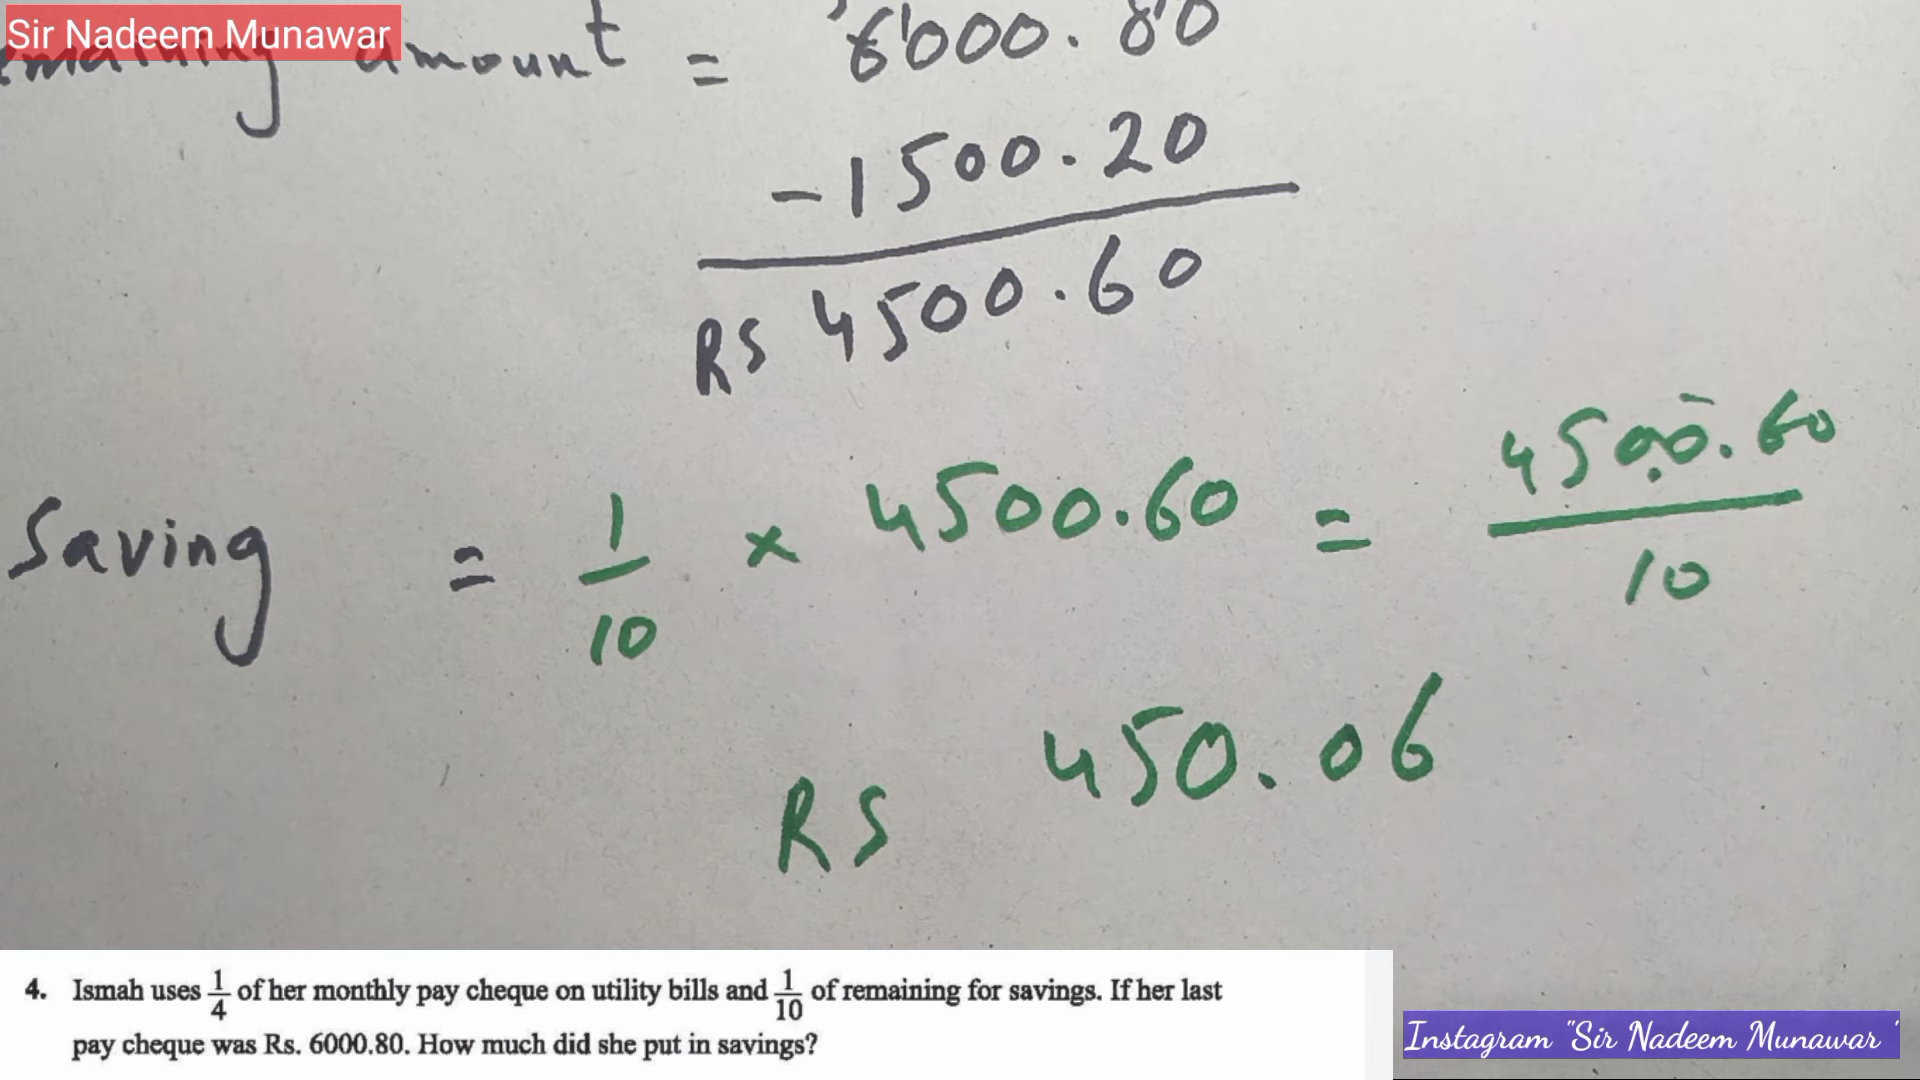 Sir Nadeem Munawar
amount = 6000.80
-1500.20
RS 4500.60
Saving = 1/10 × 4500.60 = 4500.60/10
RS 450.06
4. Ismah uses 1/4 of her monthly pay cheque on utility bills and 1/10 of remaining for savings. If her last
pay cheque was Rs. 6000.80. How much did she put in savings?
Instagram "Sir Nadeem Munawar"